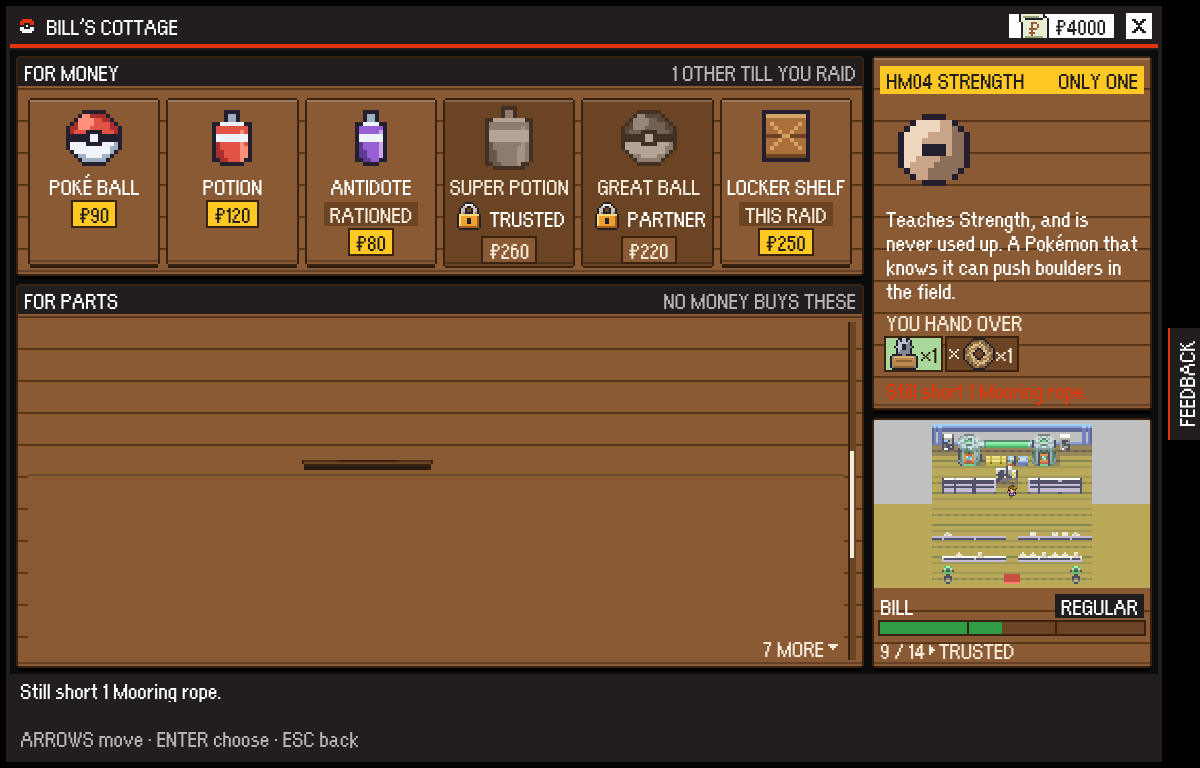 BILL'S COTTAGE
₽4000
X
FOR MONEY
1 OTHER TILL YOU RAID
POKÉ BALL
₽90
POTION
₽120
ANTIDOTE
RATIONED
₽80
SUPER POTION
TRUSTED
₽260
GREAT BALL
PARTNER
₽220
LOCKER SHELF
THIS RAID
₽250
FOR PARTS
NO MONEY BUYS THESE
7 MORE
HM04 STRENGTH
ONLY ONE
Teaches Strength, and is
never used up. A Pokémon that
knows it can push boulders in
the field.
YOU HAND OVER
×1
× ×1
Still short 1 Mooring rope.
BILL
REGULAR
9 / 14 ▸ TRUSTED
Still short 1 Mooring rope.
ARROWS move · ENTER choose · ESC back
FEEDBACK